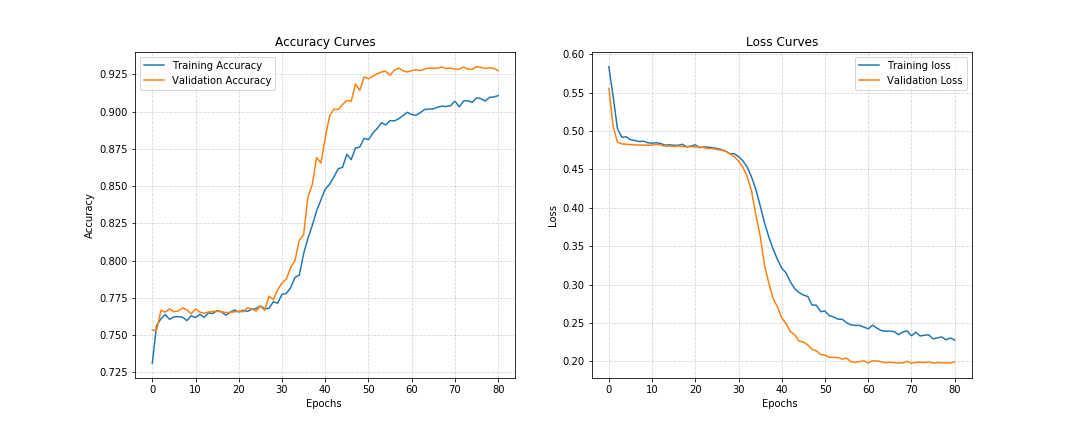 Accuracy Curves
Training Accuracy
Validation Accuracy
0.925
0.900
0.875
0.850
0.825
0.800
0.775
0.750
0.725
Accuracy
0 10 20 30 40 50 60 70 80
Epochs
Loss Curves
Training loss
Validation Loss
0.60
0.55
0.50
0.45
0.40
0.35
0.30
0.25
0.20
Loss
0 10 20 30 40 50 60 70 80
Epochs